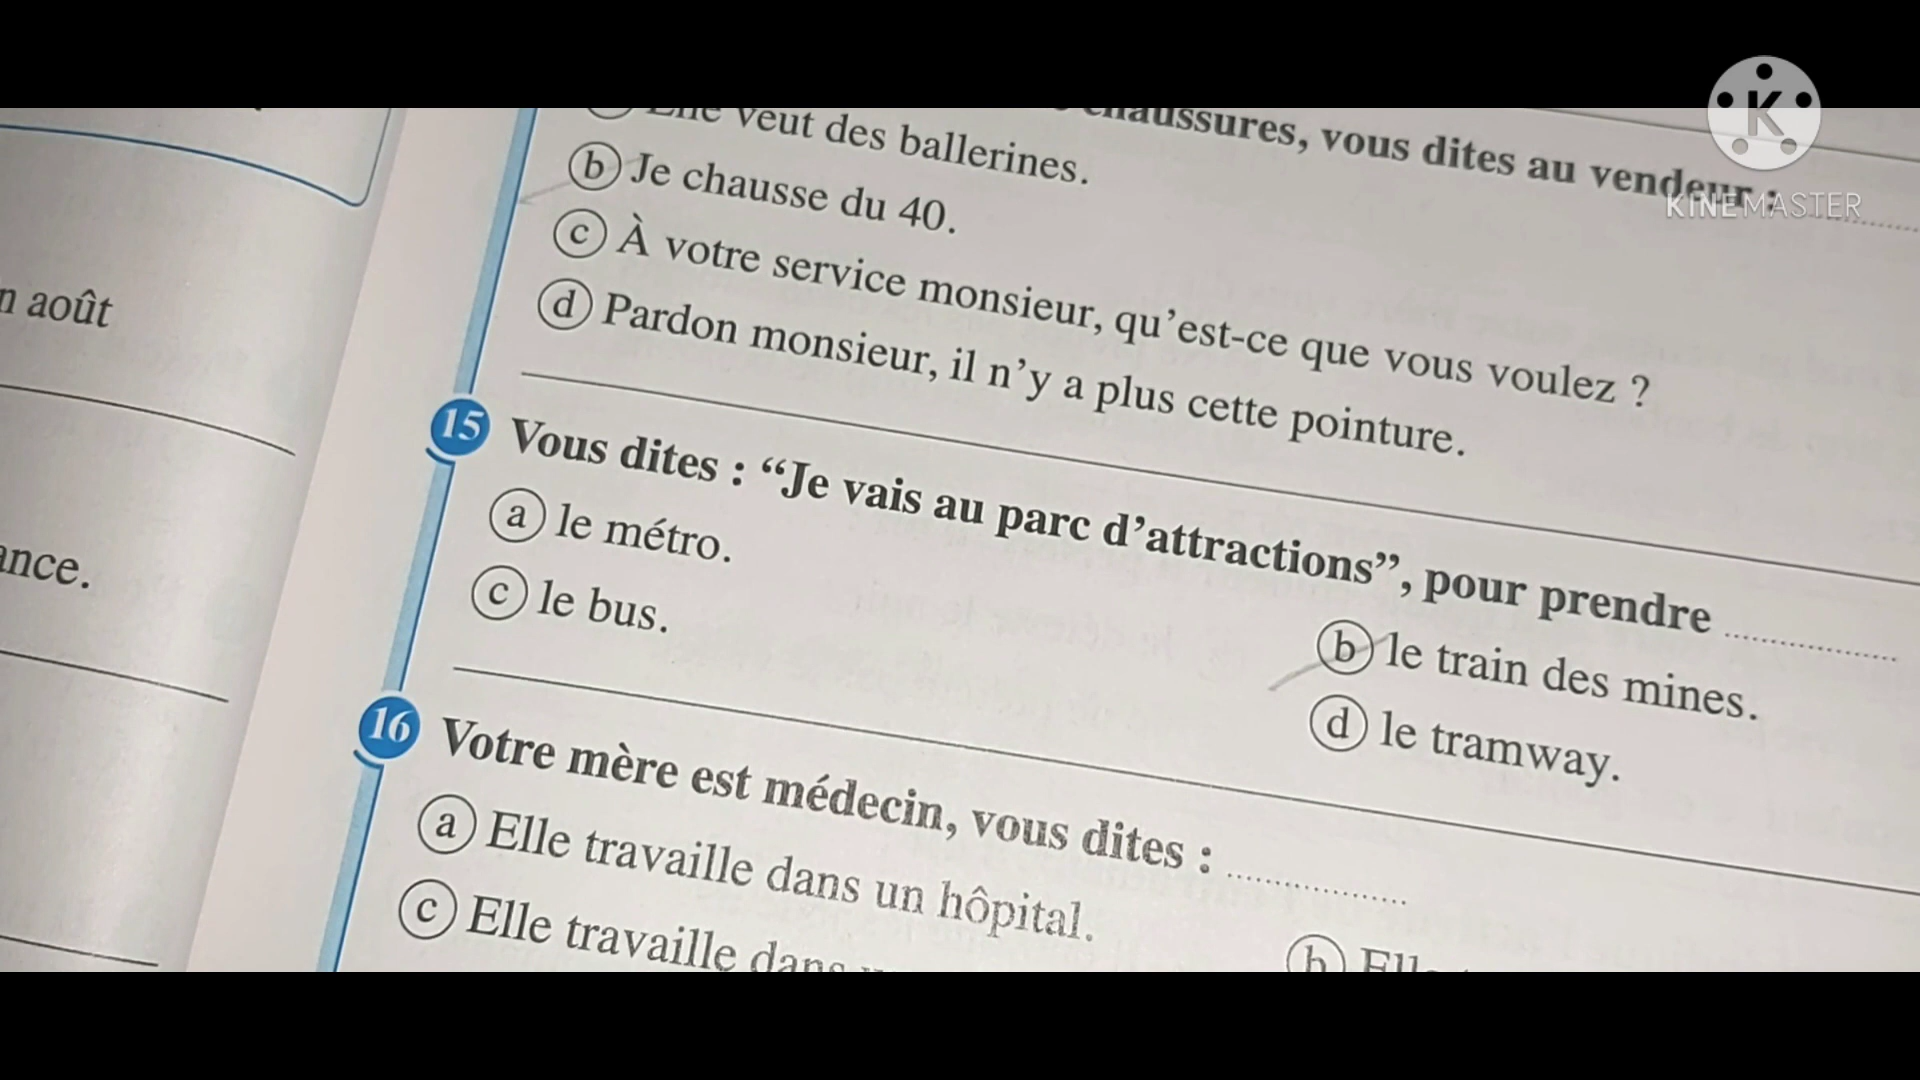 chaussures, vous dites au vendeur :
veut des ballerines.
b Je chausse du 40.
c À votre service monsieur, qu'est-ce que vous voulez ?
d Pardon monsieur, il n'y a plus cette pointure.
15 Vous dites : “Je vais au parc d'attractions”, pour prendre ..................
a le métro.
b le train des mines.
c le bus.
d le tramway.
16 Votre mère est médecin, vous dites : ..................
a Elle travaille dans un hôpital.
b
c Elle travaille dans
août
K
KINEMASTER